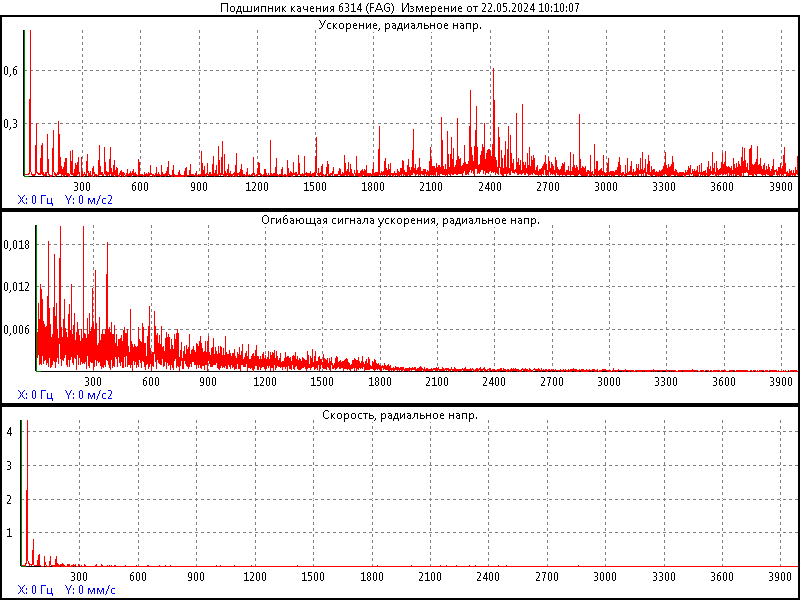 Подшипник качения 6314 (FAG) Измерение от 22.05.2024 10:10:07
Ускорение, радиальное напр.
0,6
0,3
300 600 900 1200 1500 1800 2100 2400 2700 3000 3300 3600 3900
X: 0 Гц Y: 0 м/с2
Огибающая сигнала ускорения, радиальное напр.
0,018
0,012
0,006
300 600 900 1200 1500 1800 2100 2400 2700 3000 3300 3600 3900
X: 0 Гц Y: 0 м/с2
Скорость, радиальное напр.
4
3
2
1
300 600 900 1200 1500 1800 2100 2400 2700 3000 3300 3600 3900
X: 0 Гц Y: 0 мм/с